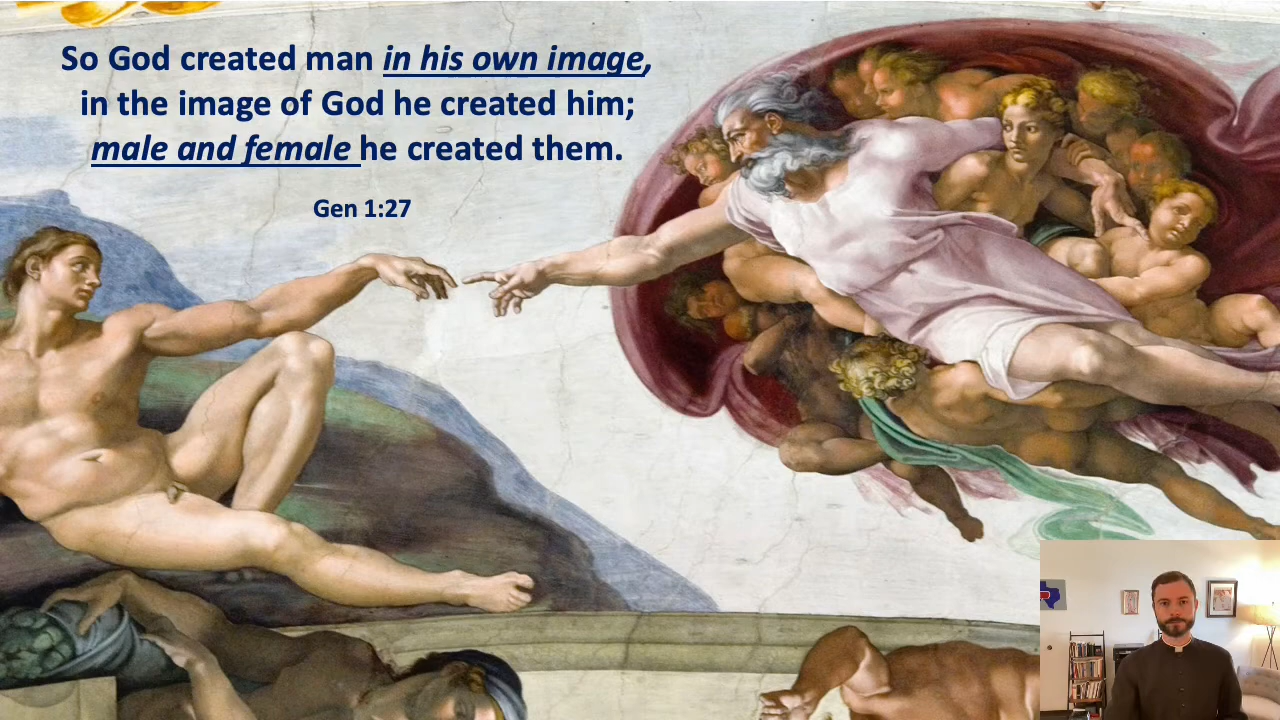 So God created man in his own image,
in the image of God he created him;
male and female he created them.
Gen 1:27